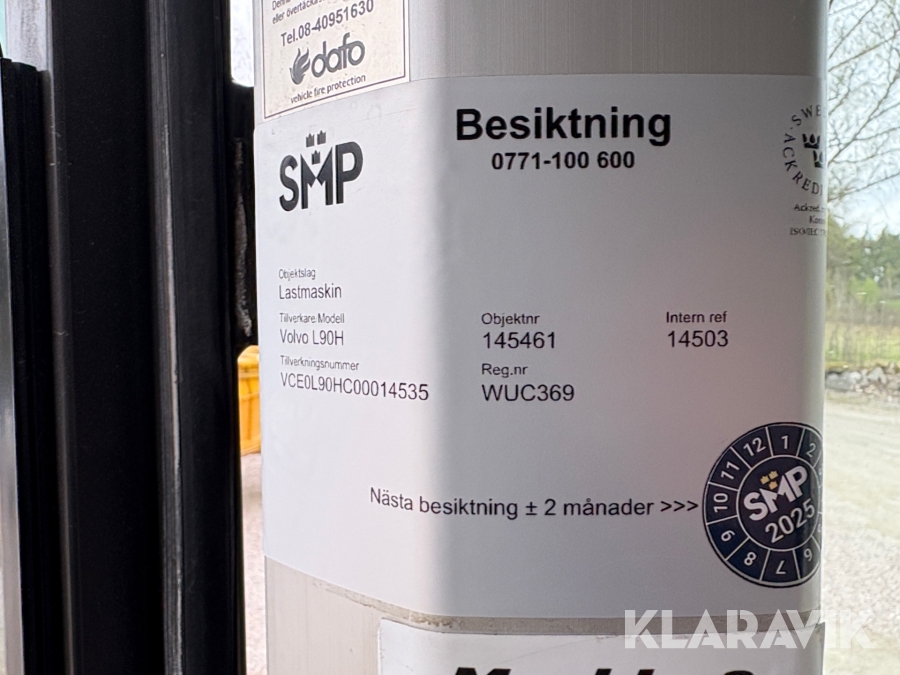 eller övertäckas
Tel.08-40951630
dafo
vehicle fire protection
SMP
Besiktning
0771-100 600
Objektslag
Lastmaskin
Tillverkare Modell
Volvo L90H
Tillverkningsnummer
VCE0L90HC00014535
Objektnr
145461
Reg.nr
WUC369
Intern ref
14503
Nästa besiktning ± 2 månader >>>
12 1 2
11
10
9
8 7 6
SMP
2025
KLARAVIK